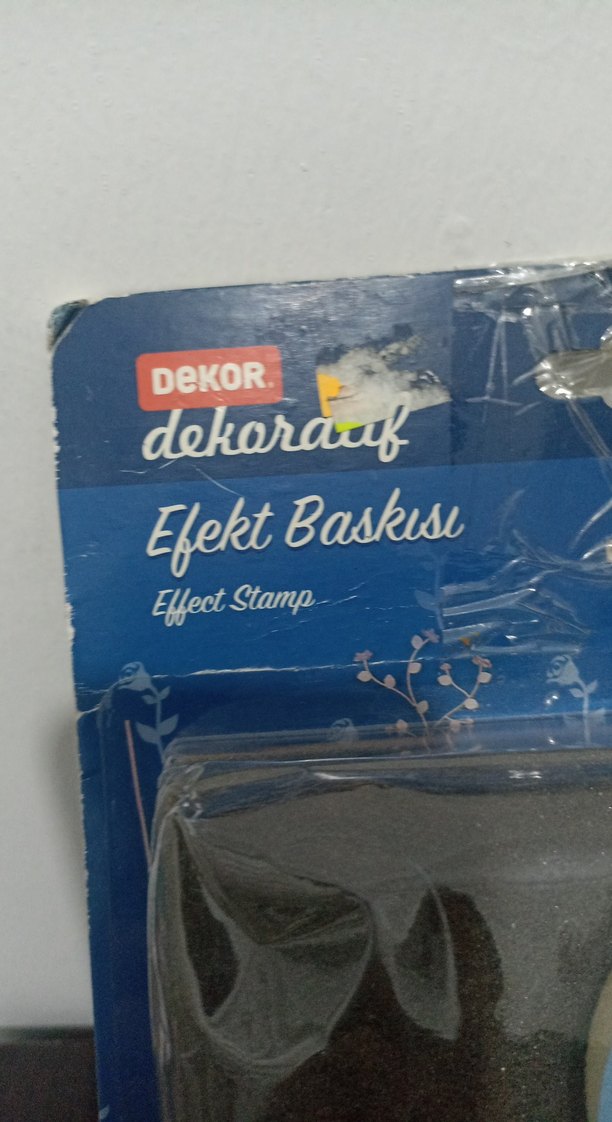 DEKOR
dekoratif
Efekt Baskısı
Effect Stamp